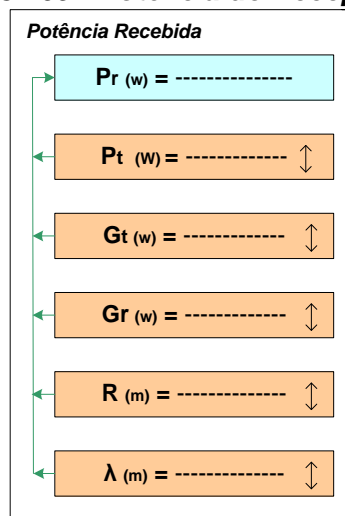 Potência Recebida
Pr (w) = --------------
Pt (W) = -------------
Gt (w) = -------------
Gr (w) = -------------
R (m) = --------------
λ (m) = --------------